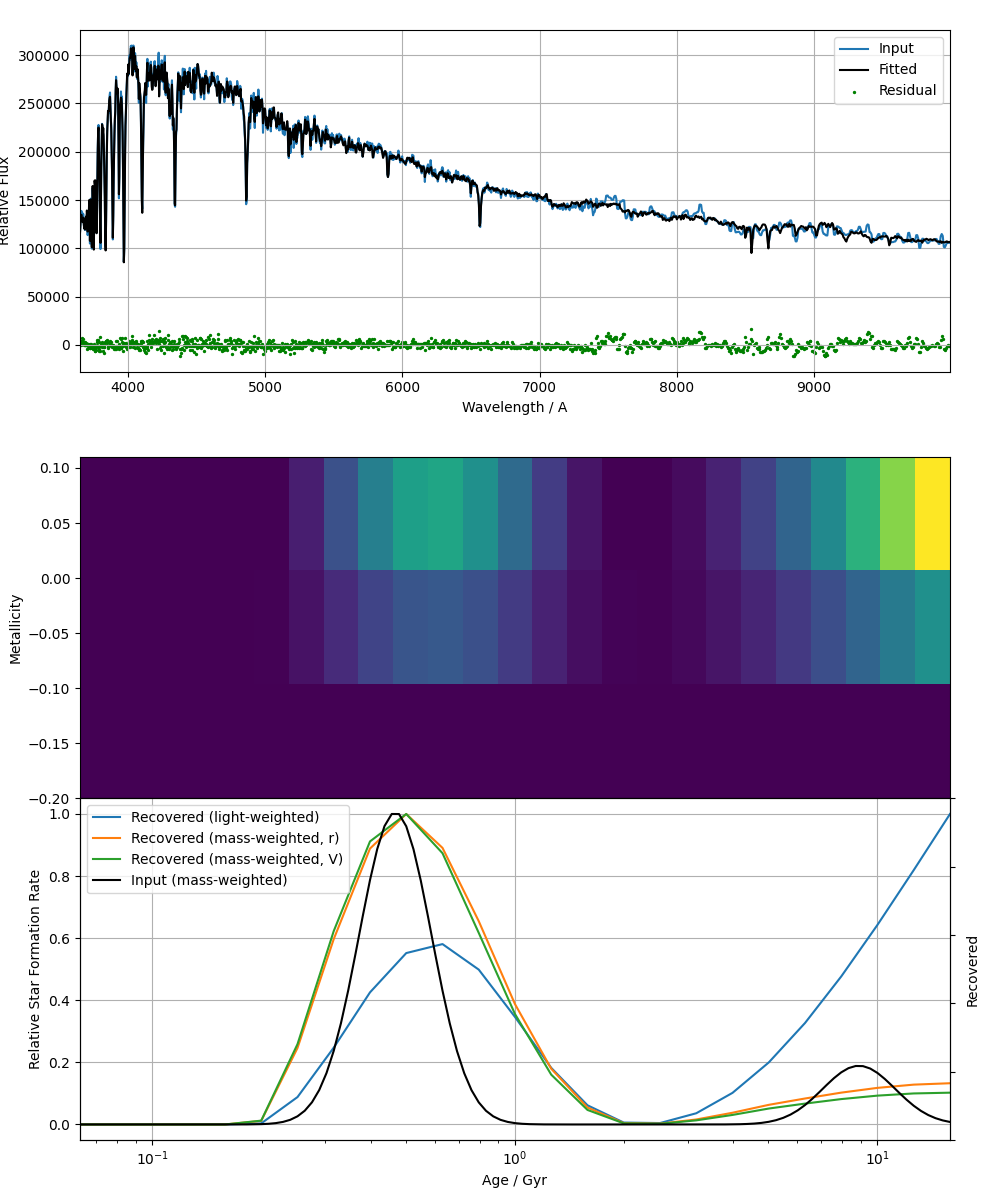 300000
250000
200000
150000
100000
50000
0
Relative Flux
Input
Fitted
Residual
4000
5000
6000
7000
8000
9000
Wavelength / A
0.10
0.05
0.00
−0.05
−0.10
−0.15
−0.20
Metallicity
1.0
0.8
0.6
0.4
0.2
0.0
Relative Star Formation Rate
Recovered (light-weighted)
Recovered (mass-weighted, r)
Recovered (mass-weighted, V)
Input (mass-weighted)
Recovered
10⁻¹
10⁰
10¹
Age / Gyr